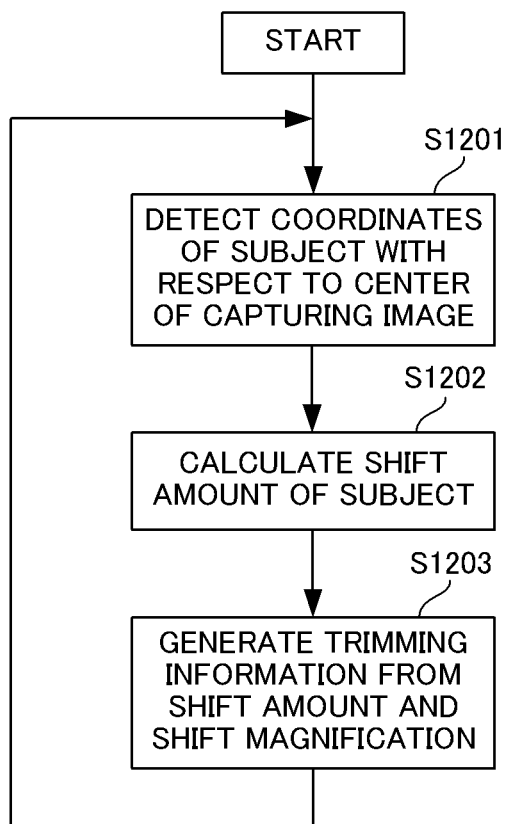 START
S1201
DETECT COORDINATES
OF SUBJECT WITH
RESPECT TO CENTER
OF CAPTURING IMAGE
S1202
CALCULATE SHIFT
AMOUNT OF SUBJECT
S1203
GENERATE TRIMMING
INFORMATION FROM
SHIFT AMOUNT AND
SHIFT MAGNIFICATION